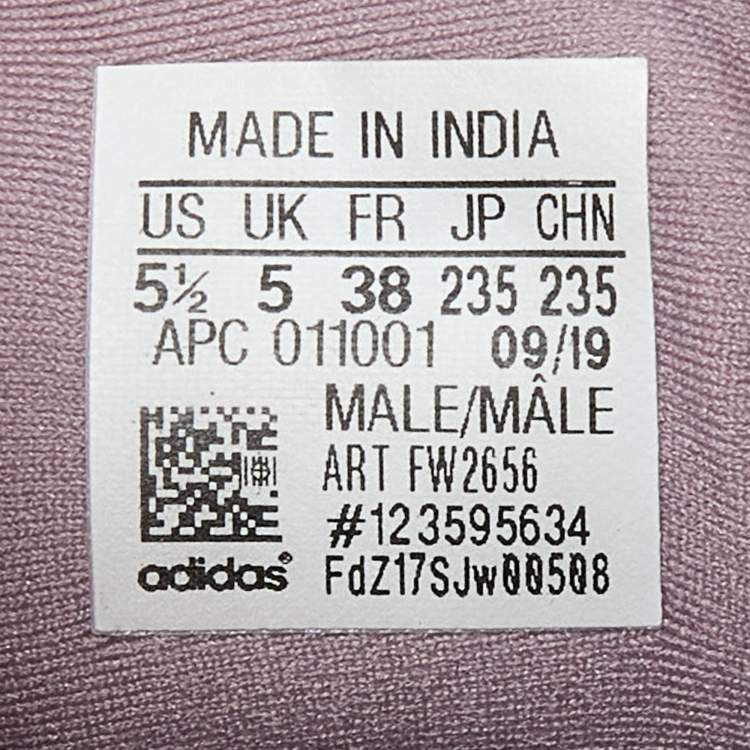 MADE IN INDIA
US UK FR JP CHN
5½ 5 38 235 235
APC 011001 09/19
MALE/MÂLE
ART FW2656
#123595634
adidas® FdZ17SJw00508